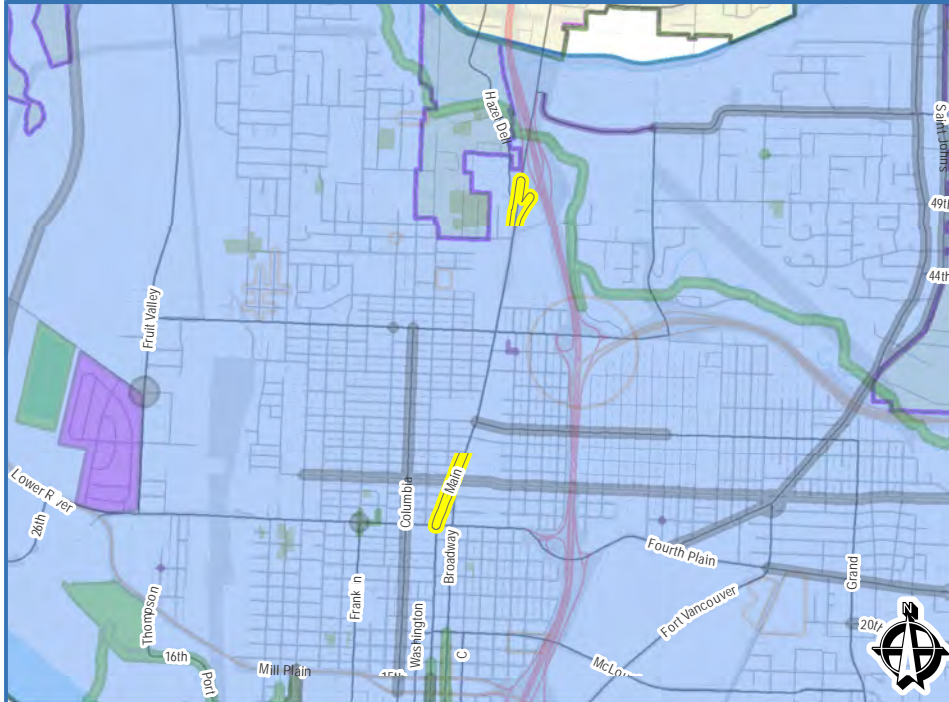 Hazel Dell
Saint Johns
49th
44th
Fruit Valley
Main
Columbia
Lower R
26th
Fourth Plain
Broadway
Grand
Fort Vancouver
Thompson
Frank n
Washington
20th
16th
Mill Plain
C
Port
McLou
N